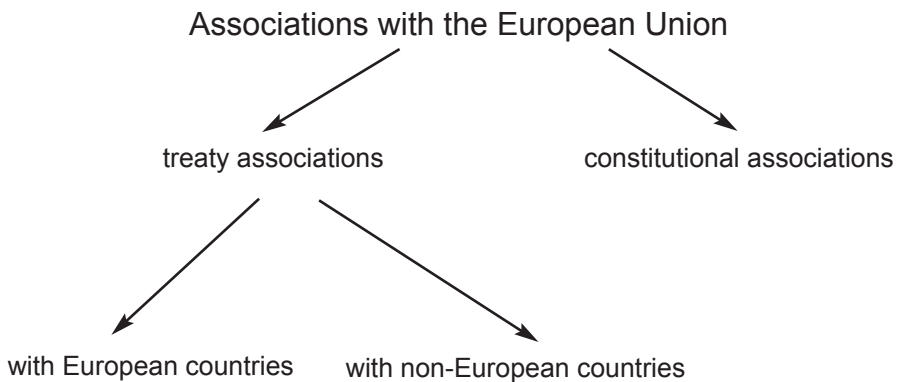 Associations with the European Union
treaty associations
constitutional associations
with European countries
with non-European countries